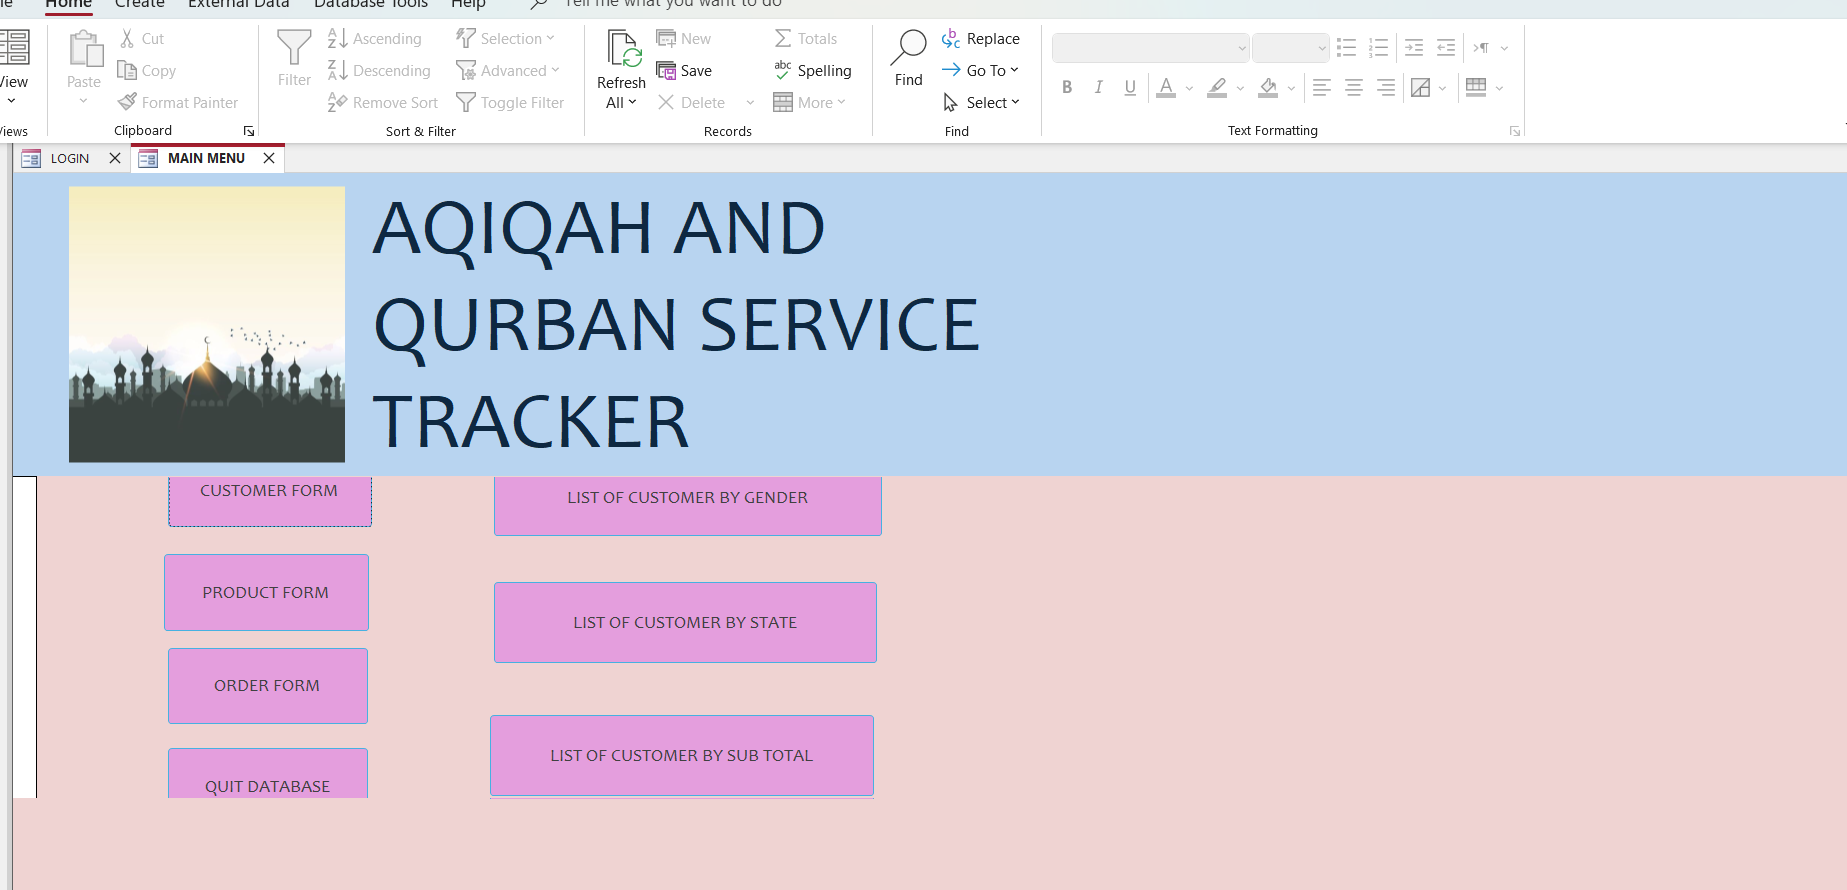 Home Create External Data Database Tools Help Tell me what you want to do
View
Views
Paste
Cut
Copy
Format Painter
Clipboard
Filter
Ascending
Descending
Remove Sort
Selection
Advanced
Toggle Filter
Sort & Filter
Refresh
All
New
Save
Delete
Totals
Spelling
More
Records
Find
Replace
Go To
Select
Find
B I U
Text Formatting
LOGIN MAIN MENU
AQIQAH AND
QURBAN SERVICE
TRACKER
CUSTOMER FORM
PRODUCT FORM
ORDER FORM
QUIT DATABASE
LIST OF CUSTOMER BY GENDER
LIST OF CUSTOMER BY STATE
LIST OF CUSTOMER BY SUB TOTAL